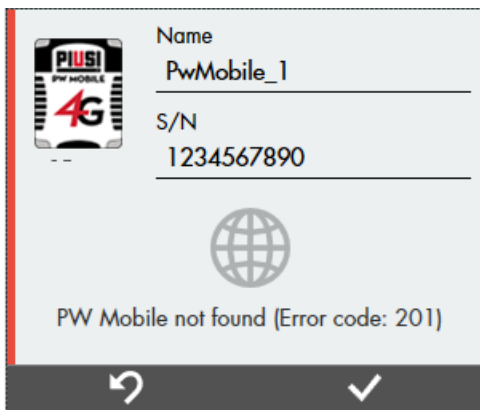 PIUSI
PW MOBILE
4G
- -
Name
PwMobile_1
S/N
1234567890
PW Mobile not found (Error code: 201)